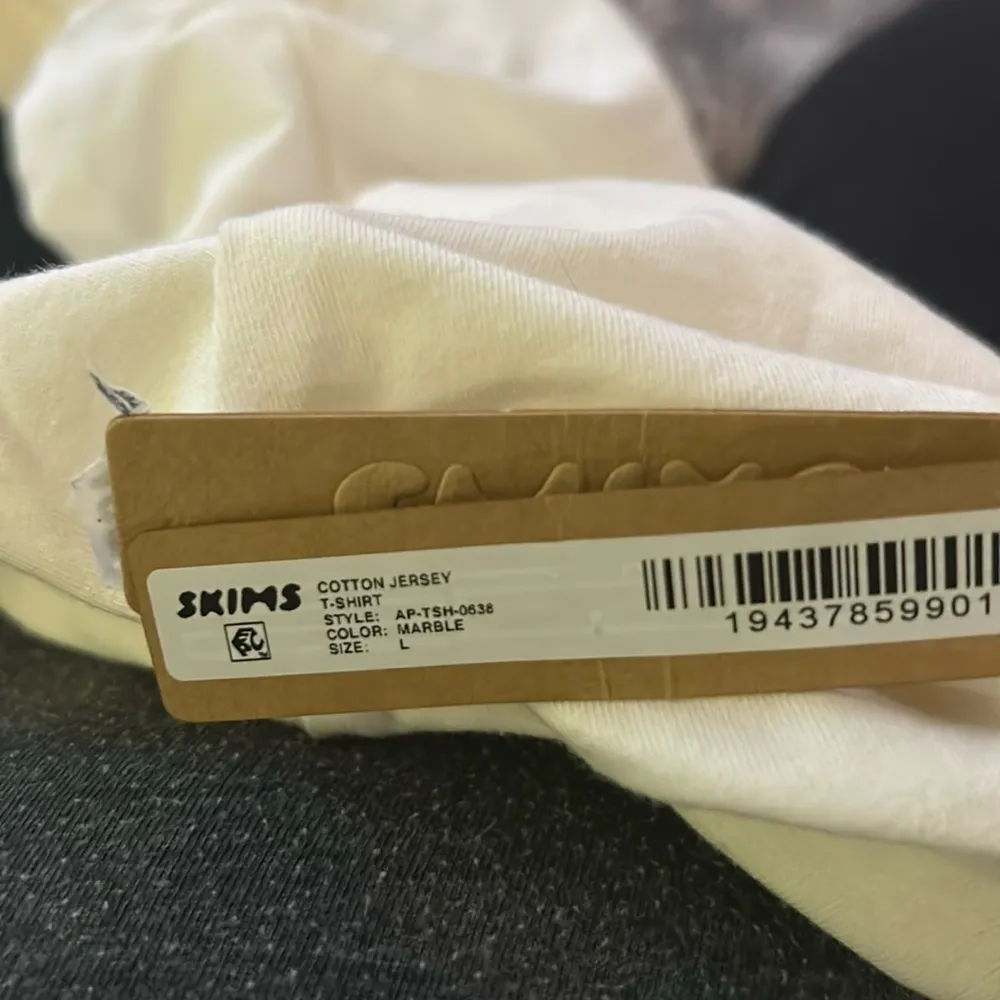 SKIMS
COTTON JERSEY
T-SHIRT
STYLE: AP-TSH-0638
COLOR: MARBLE
SIZE: L
19437859901